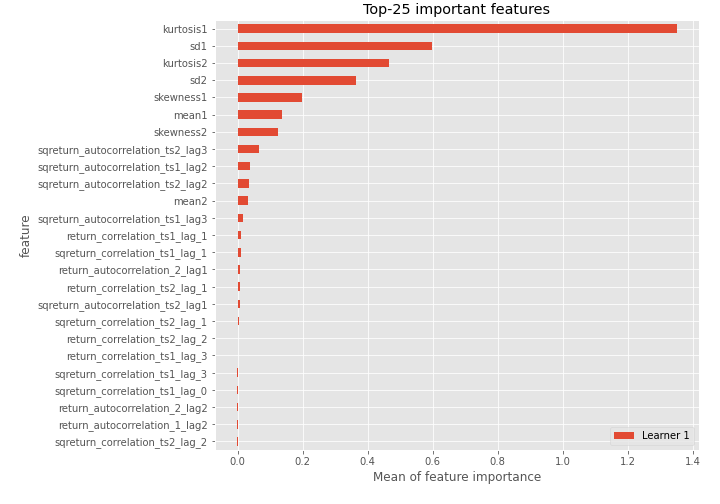 Top-25 important features
kurtosis1
sd1
kurtosis2
sd2
skewness1
mean1
skewness2
sqreturn_autocorrelation_ts2_lag3
sqreturn_autocorrelation_ts1_lag2
sqreturn_autocorrelation_ts2_lag2
mean2
sqreturn_autocorrelation_ts1_lag3
return_correlation_ts1_lag_1
sqreturn_correlation_ts1_lag_1
return_autocorrelation_2_lag1
return_correlation_ts2_lag_1
sqreturn_autocorrelation_ts2_lag1
sqreturn_correlation_ts2_lag_1
return_correlation_ts2_lag_2
return_correlation_ts1_lag_3
sqreturn_correlation_ts1_lag_3
sqreturn_correlation_ts1_lag_0
return_autocorrelation_2_lag2
return_autocorrelation_1_lag2
sqreturn_correlation_ts2_lag_2
feature
Learner 1
0.0 0.2 0.4 0.6 0.8 1.0 1.2 1.4
Mean of feature importance